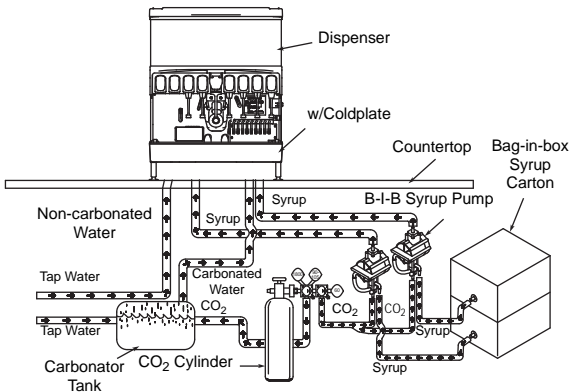 Dispenser
w/Coldplate
Countertop
Bag-in-box
Syrup
Carton
B-I-B Syrup Pump
Non-carbonated
Water
Syrup
Syrup
Tap Water
Carbonated
Water
CO2
CO2
CO2
Tap Water
Syrup
Carbonator
Tank
CO2 Cylinder
Syrup